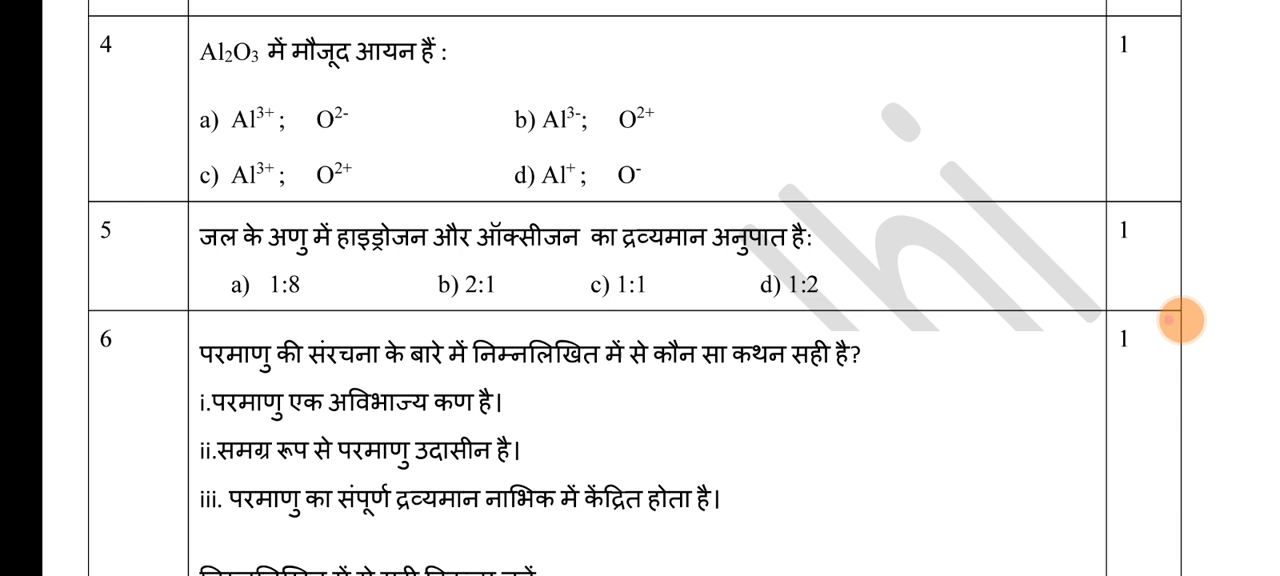 4 Al₂O₃ में मौजूद आयन हैं : 1
a) Al³⁺ ; O²⁻ b) Al³⁻; O²⁺
c) Al³⁺ ; O²⁺ d) Al⁺ ; O⁻
5 जल के अणु में हाइड्रोजन और ऑक्सीजन का द्रव्यमान अनुपात है: 1
a) 1:8 b) 2:1 c) 1:1 d) 1:2
6 परमाणु की संरचना के बारे में निम्नलिखित में से कौन सा कथन सही है? 1
i.परमाणु एक अविभाज्य कण है।
ii.समग्र रूप से परमाणु उदासीन है।
iii. परमाणु का संपूर्ण द्रव्यमान नाभिक में केंद्रित होता है।